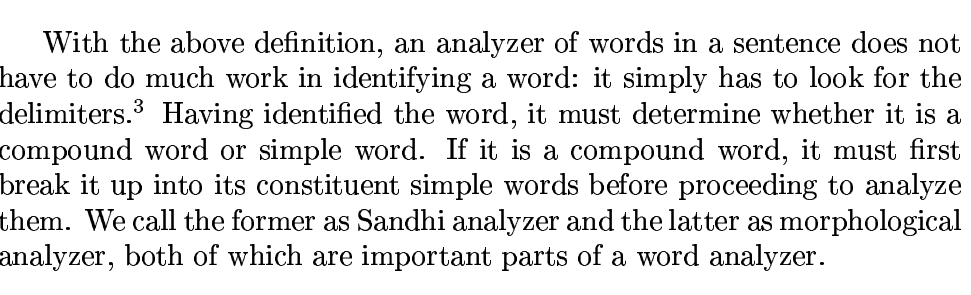 With the above definition, an analyzer of words in a sentence does not
have to do much work in identifying a word: it simply has to look for the
delimiters.³ Having identified the word, it must determine whether it is a
compound word or simple word. If it is a compound word, it must first
break it up into its constituent simple words before proceeding to analyze
them. We call the former as Sandhi analyzer and the latter as morphological
analyzer, both of which are important parts of a word analyzer.